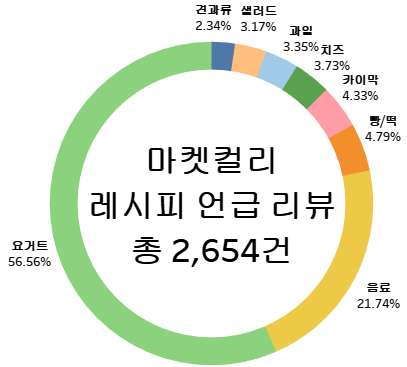 견과류
2.34%
샐러드
3.17%
과일
3.35%
치즈
3.73%
카이막
4.33%
빵/떡
4.79%
마켓컬리
레시피 언급 리뷰
총 2,654건
요거트
56.56%
음료
21.74%